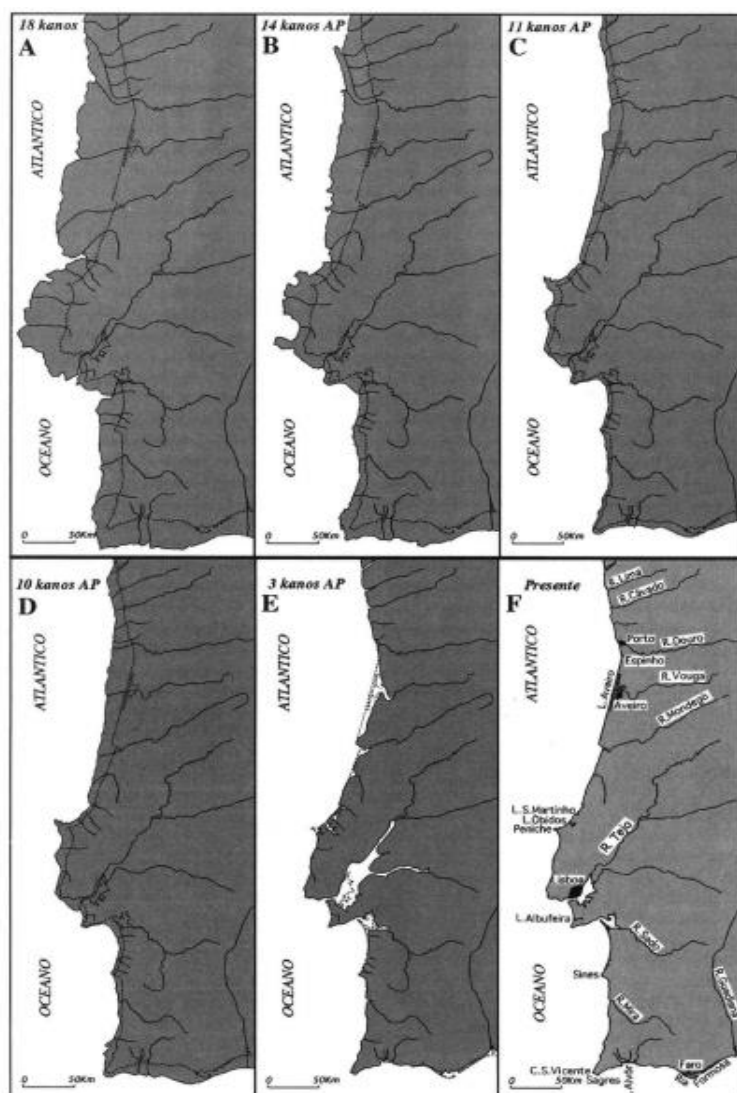 18 kanos
A
ATLANTICO
OCEANO
0 50Km
14 kanos AP
B
ATLANTICO
OCEANO
0 50Km
11 kanos AP
C
ATLANTICO
OCEANO
0 50Km
10 kanos AP
D
ATLANTICO
OCEANO
0 50Km
3 kanos AP
E
ATLANTICO
OCEANO
0 50Km
Presente
F
ATLANTICO
OCEANO
R. Lima
R. Cávado
Porto
R. Douro
Espinho
R. Vouga
L. Aveiro
Aveiro
R. Mondego
L. S. Martinho
L. Óbidos
Peniche
R. Tejo
Lisboa
L. Albufeira
R. Sado
Sines
R. Mira
R. Guadiana
C. S. Vicente
Sagres
Alvor
Faro
Ria Formosa
0 50Km